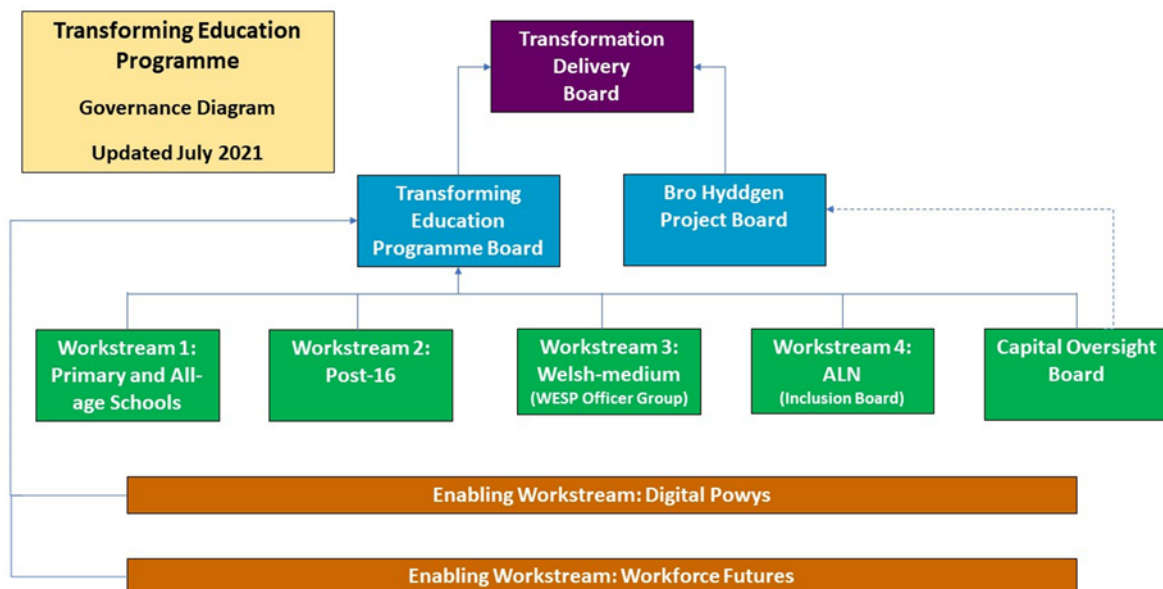 Transforming Education
Programme
Governance Diagram
Updated July 2021
Transformation
Delivery
Board
Transforming
Education
Programme Board
Bro Hyddgen
Project Board
Workstream 1:
Primary and All-
age Schools
Workstream 2:
Post-16
Workstream 3:
Welsh-medium
(WESP Officer Group)
Workstream 4:
ALN
(Inclusion Board)
Capital Oversight
Board
Enabling Workstream: Digital Powys
Enabling Workstream: Workforce Futures